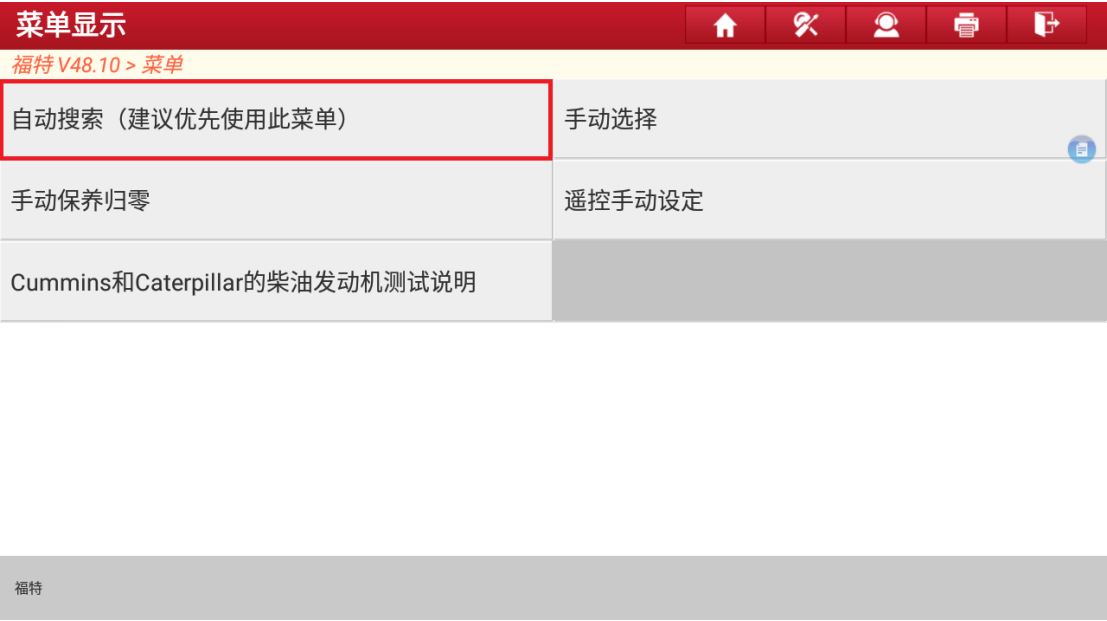 菜单显示
福特 V48.10 > 菜单
自动搜索（建议优先使用此菜单）
手动选择
手动保养归零
遥控手动设定
Cummins和Caterpillar的柴油发动机测试说明
福特